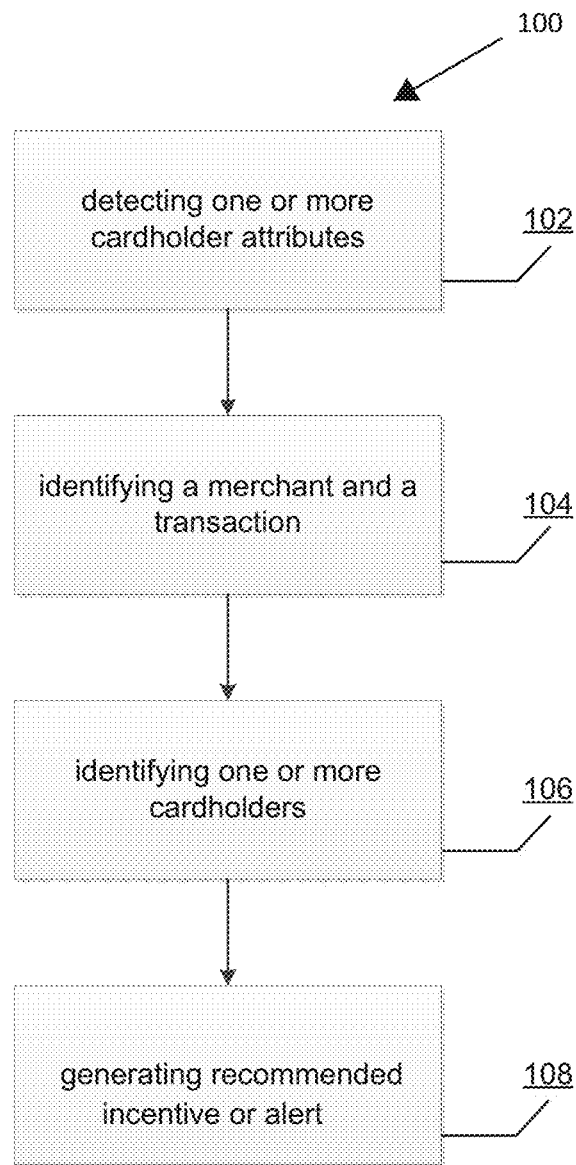 100
detecting one or more
cardholder attributes
102
identifying a merchant and a
transaction
104
identifying one or more
cardholders
106
generating recommended
incentive or alert
108